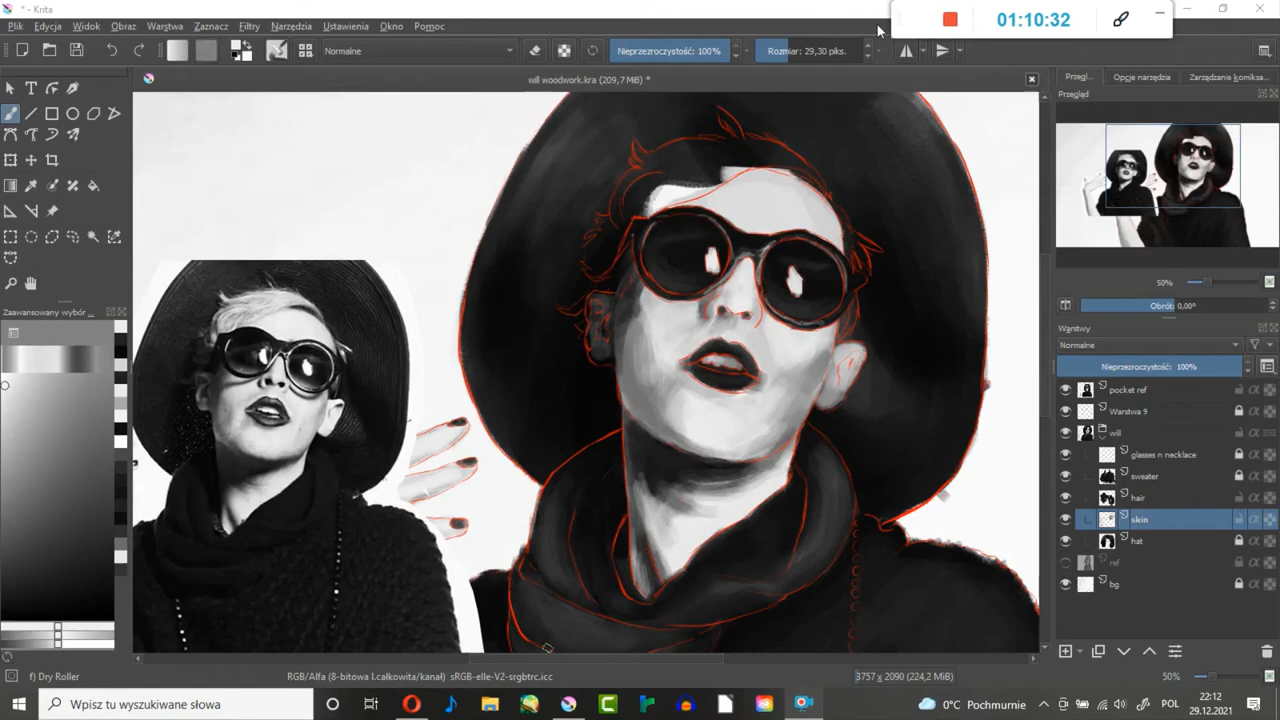 * - Krita
01:10:32
Plik Edycja Widok Obraz Warstwa Zaznacz Filtry Narzędzia Ustawienia Okno Pomoc
Normalne
Nieprzezroczystość: 100%
Rozmiar: 29,30 piks.
will woodwork.kra (209,7 MiB) *
Przegl... Opcje narzędzia Zarządzanie komiksa...
Przegląd
50%
Obrót: 0,00°
Warstwy
Normalne
Nieprzezroczystość: 100%
pocket ref
Warstwa 9
will
glasses n necklace
sweater
hair
skin
hat
ref
bg
Zaawansowany wybór ...
f) Dry Roller
RGB/Alfa (8-bitowa l.całkowita/kanał) sRGB-elle-V2-srgbtrc.icc
3757 x 2090 (224,2 MiB)
50%
Wpisz tu wyszukiwane słowa
0°C Pochmurnie
22:12
29.12.2021